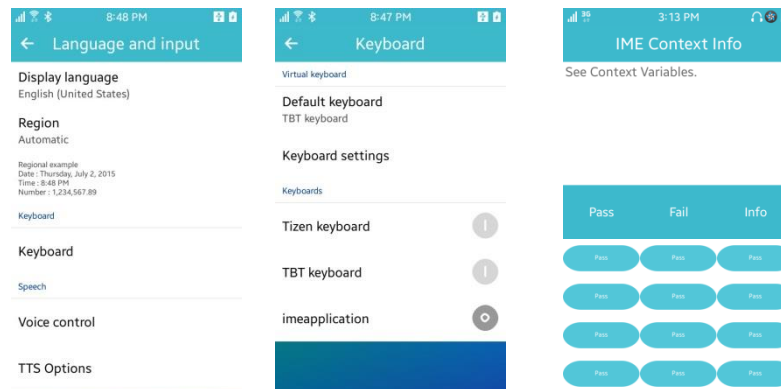 8:48 PM
Language and input
Display language
English (United States)
Region
Automatic
Regional example
Date : Thursday, July 2, 2015
Time : 8:48 PM
Number : 1,234,567.89
Keyboard
Keyboard
Speech
Voice control
TTS Options
8:47 PM
Keyboard
Virtual keyboard
Default keyboard
TBT keyboard
Keyboard settings
Keyboards
Tizen keyboard
TBT keyboard
imeapplication
3G
3:13 PM
IME Context Info
See Context Variables.
Pass Fail Info
Pass Pass Pass
Pass Pass Pass
Pass Pass Pass
Pass Pass Pass